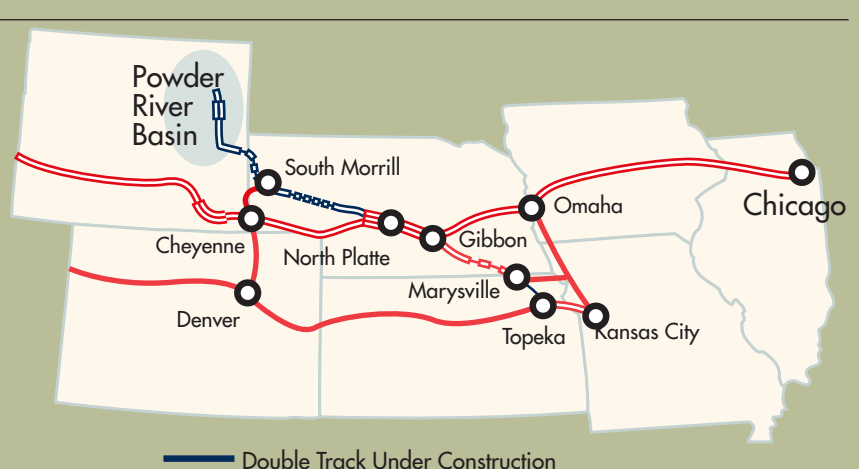 Powder
River
Basin
South Morrill
Omaha
Chicago
Cheyenne
North Platte
Gibbon
Marysville
Denver
Topeka
Kansas City
Double Track Under Construction